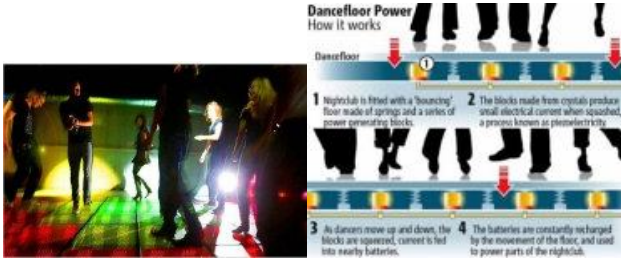 Dancefloor Power
How it works
Dancefloor
1
1 Nightclub is fitted with a 'bouncing'
floor made of springs and a series of
power generating blocks.
2 The blocks made from crystals produce
small electrical current when squashed,
a process known as piezoelectricity.
3 As dancers move up and down, the
blocks are squeezed, current is fed
into nearby batteries.
4 The batteries are constantly recharged
by the movement of the floor, and used
to power parts of the nightclub.